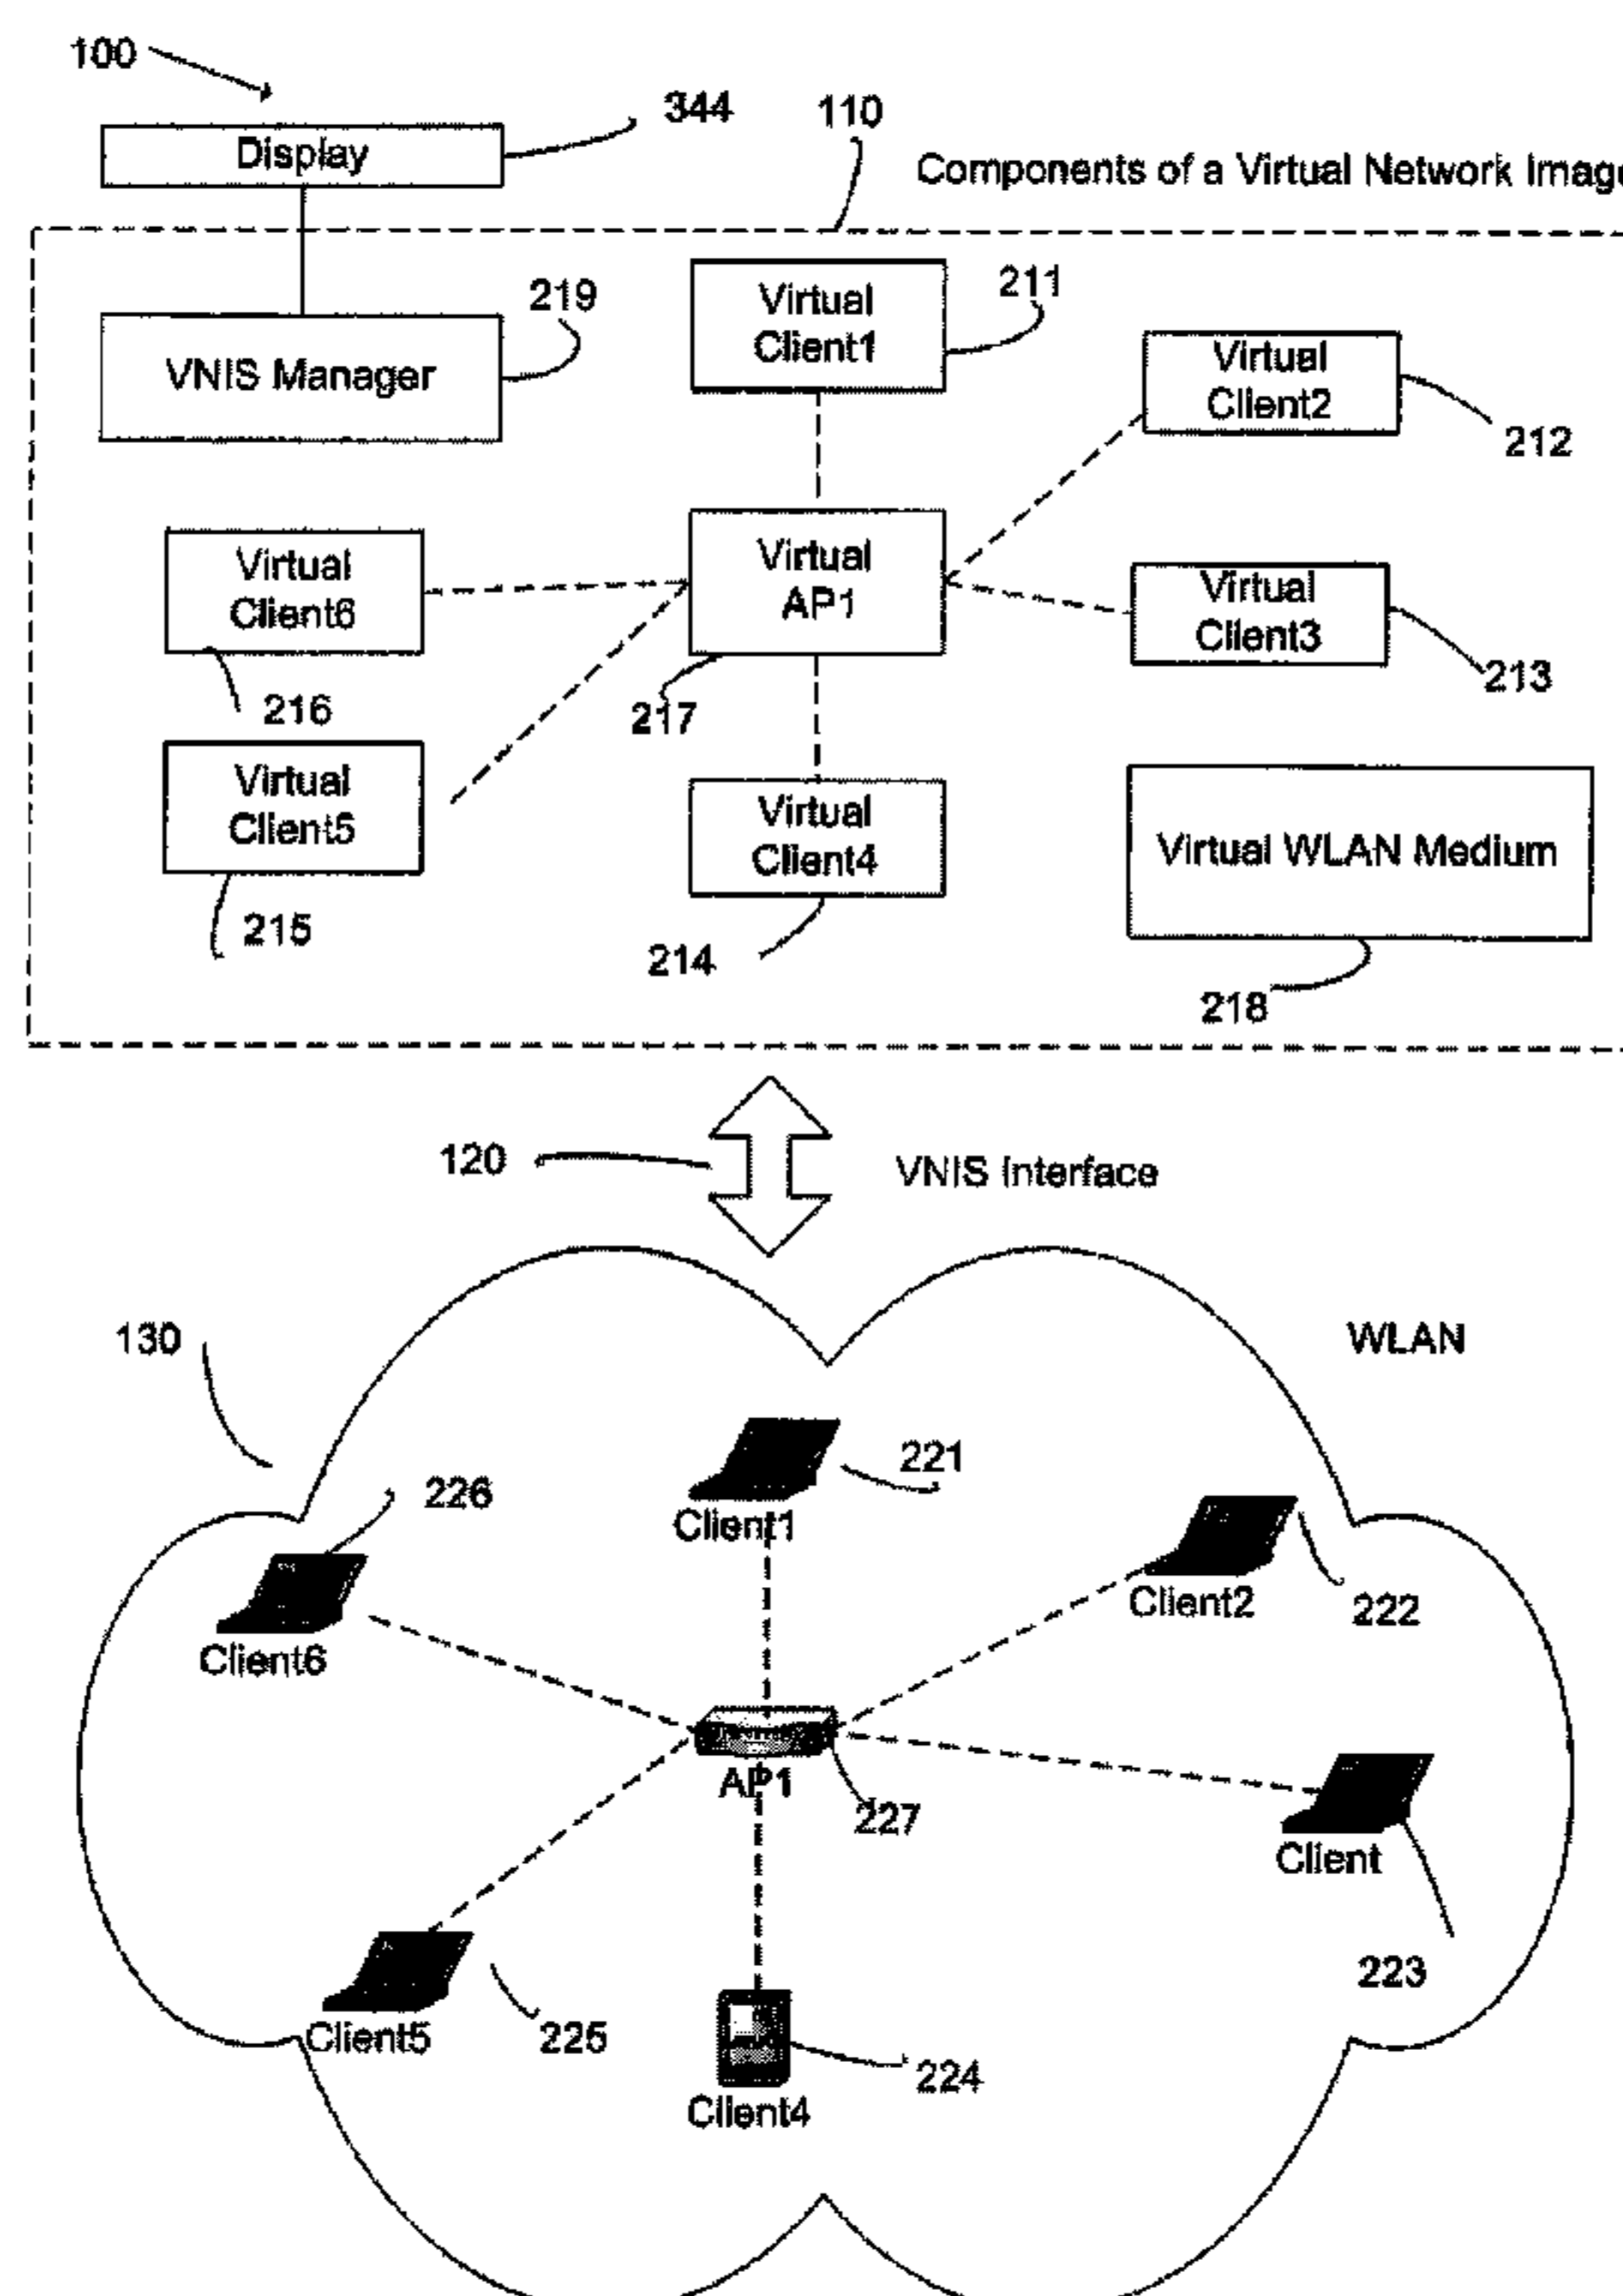 100
344
110
Display
Components of a Virtual Network Image
219
211
Virtual
Client1
VNIS Manager
Virtual
Client2
212
Virtual
Client6
Virtual
AP1
Virtual
Client3
216
217
213
Virtual
Client5
Virtual
Client4
Virtual WLAN Medium
215
214
218
120
VNIS Interface
130
WLAN
221
226
Client1
Client2
222
Client6
AP1
227
Client
223
Client5
225
224
Client4